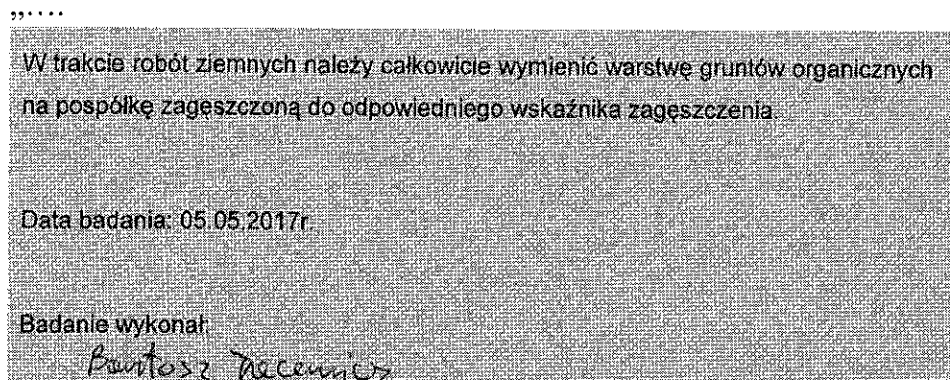 „....
W trakcie robót ziemnych należy całkowicie wymienić warstwę gruntów organicznych
na pospółkę zagęszczoną do odpowiedniego wskaźnika zagęszczenia.
Data badania: 05.05.2017r.
Badanie wykonał:
Bartosz